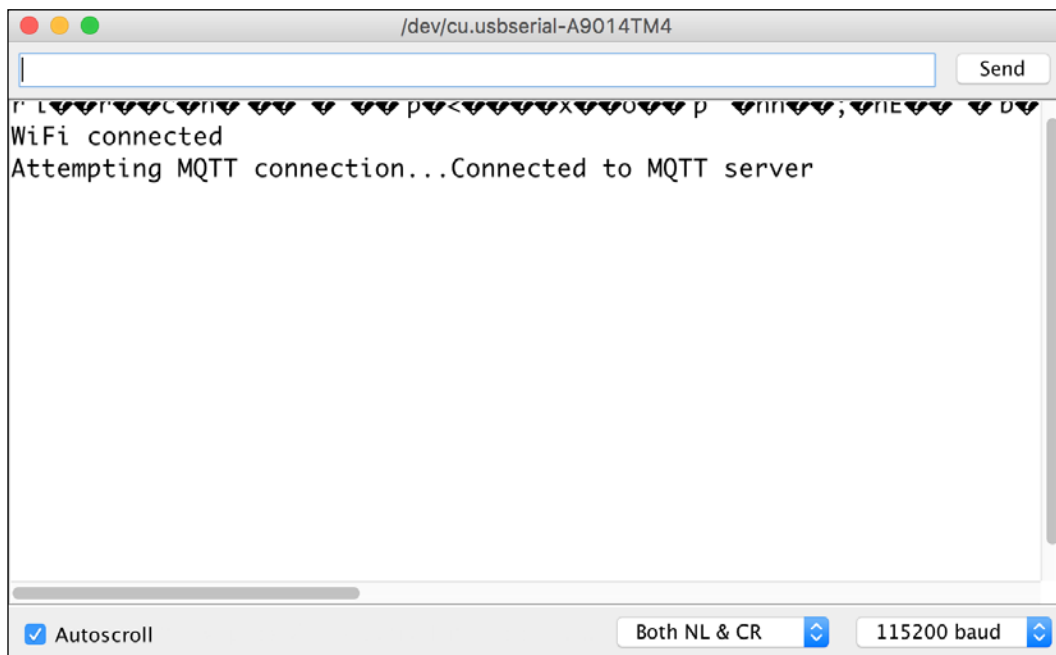 /dev/cu.usbserial-A9014TM4
Send
WiFi connected
Attempting MQTT connection...Connected to MQTT server
Autoscroll
Both NL & CR
115200 baud